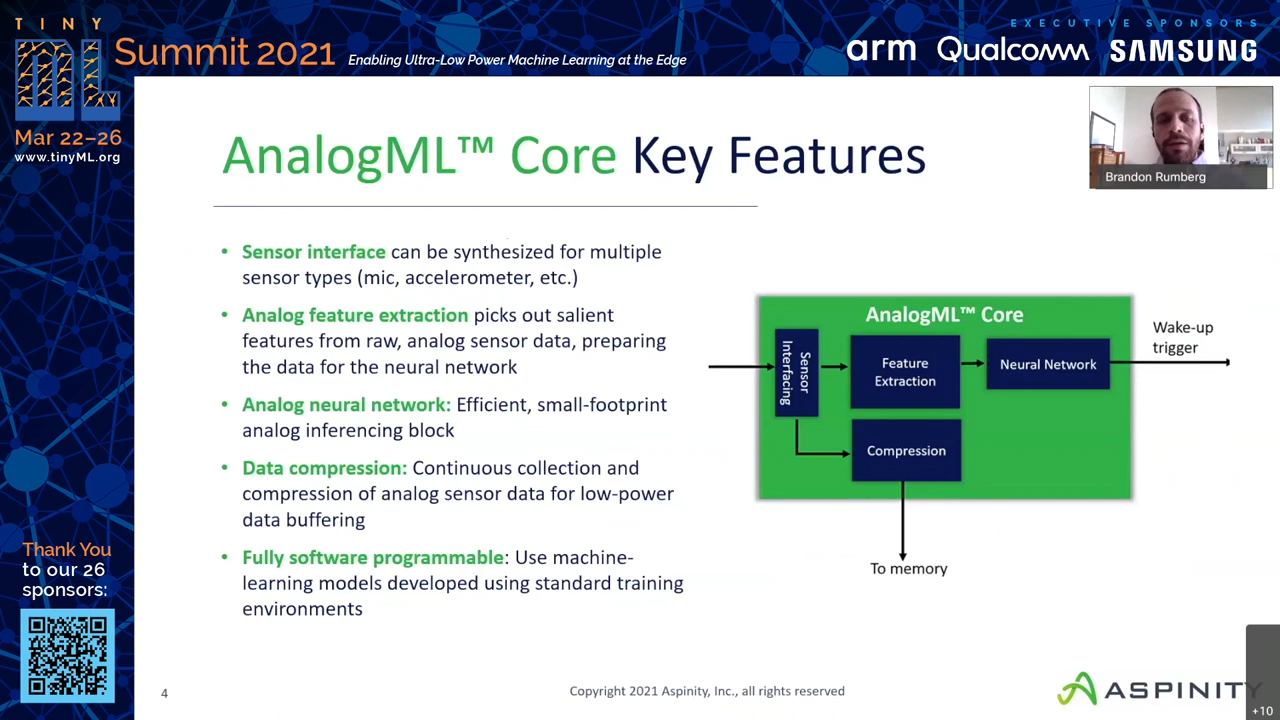 TINY
ML
Summit 2021
Enabling Ultra-Low Power Machine Learning at the Edge
EXECUTIVE SPONSORS
arm
Qualcomm
SAMSUNG
Mar 22–26
www.tinyML.org
AnalogML™ Core Key Features
Brandon Rumberg
• Sensor interface can be synthesized for multiple
sensor types (mic, accelerometer, etc.)
• Analog feature extraction picks out salient
features from raw, analog sensor data, preparing
the data for the neural network
• Analog neural network: Efficient, small-footprint
analog inferencing block
• Data compression: Continuous collection and
compression of analog sensor data for low-power
data buffering
• Fully software programmable: Use machine-
learning models developed using standard training
environments
AnalogML™ Core
Sensor
Interfacing
Feature
Extraction
Neural Network
Compression
Wake-up
trigger
To memory
Thank You
to our 26
sponsors:
4
Copyright 2021 Aspinity, Inc., all rights reserved
ASPINITY
+10